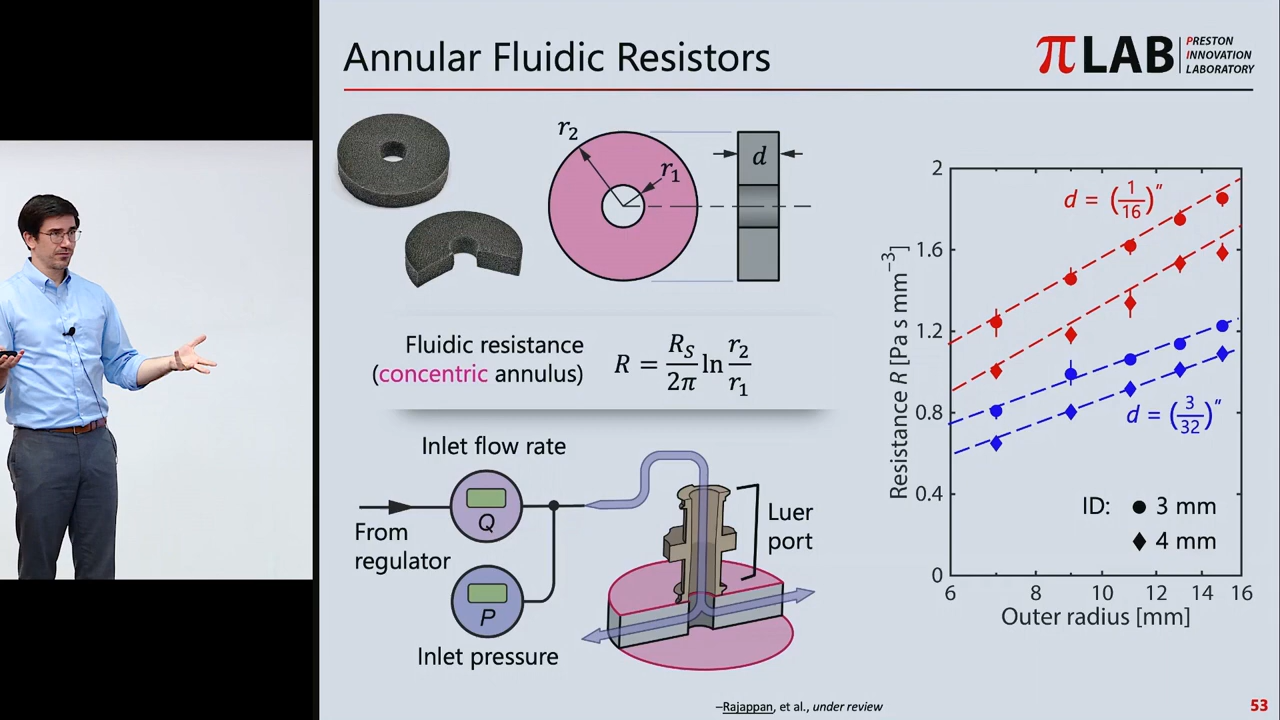 Annular Fluidic Resistors
πLAB
PRESTON
INNOVATION
LABORATORY
r₂
r₁
d
Fluidic resistance
(concentric annulus)
R = R_S/2π ln r₂/r₁
Inlet flow rate
Q
From
regulator
P
Inlet pressure
Luer
port
2
1.6
1.2
0.8
0.4
0
Resistance R [Pa s mm⁻³]
d = (1/16)″
d = (3/32)″
ID: ● 3 mm
♦ 4 mm
6 8 10 12 14 16
Outer radius [mm]
–Rajappan, et al., under review
53